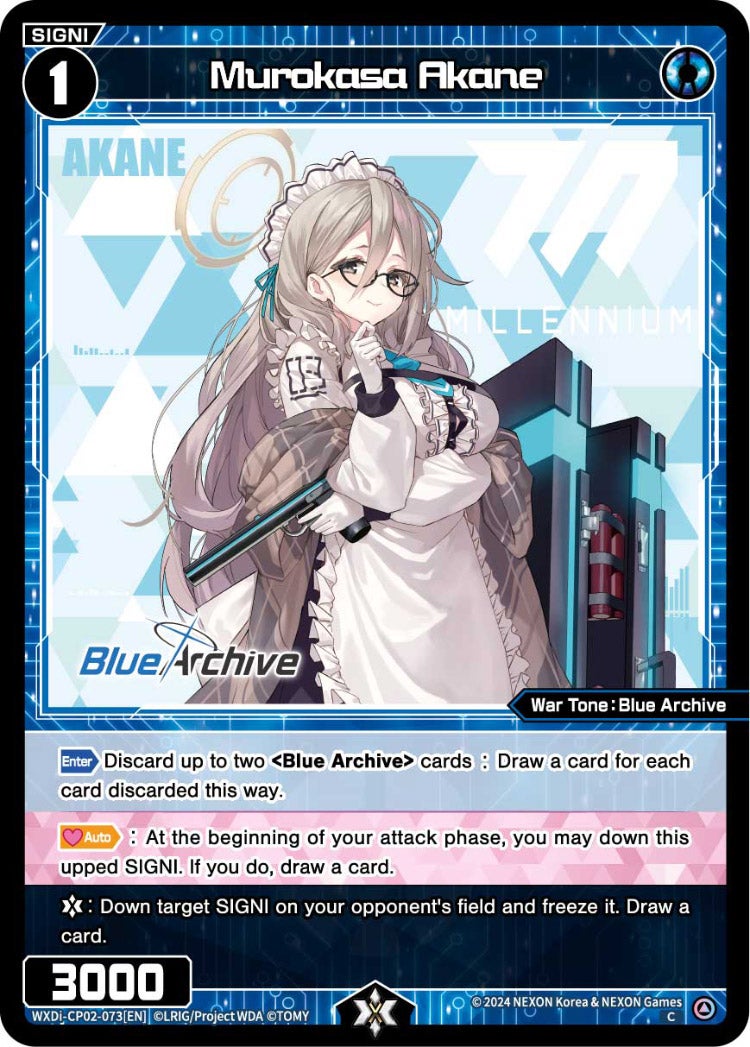 SIGNI
1
Murokasa Akane
AKANE
MILLENNIUM
Blue Archive
War Tone:Blue Archive
Enter Discard up to two <Blue Archive> cards : Draw a card for each
card discarded this way.
Auto : At the beginning of your attack phase, you may down this
upped SIGNI. If you do, draw a card.
: Down target SIGNI on your opponent's field and freeze it. Draw a
card.
3000
WXDi-CP02-073[EN] ©LRIG/Project WDA ©TOMY
©2024 NEXON Korea & NEXON Games
C